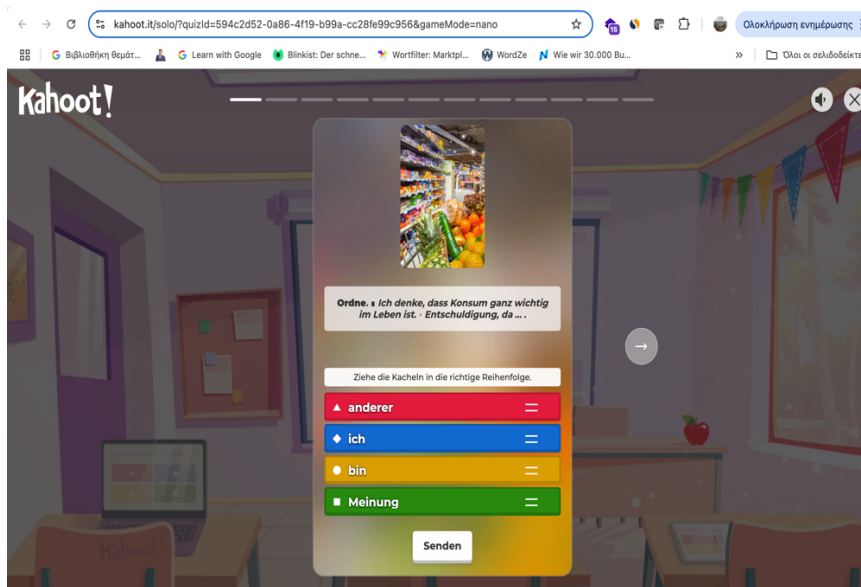 kahoot.it/solo/?quizId=594c2d52-0a86-4f19-b99a-cc28fe99c956&gameMode=nano
15
Ολοκλήρωση ενημέρωσης
Βιβλιοθήκη θεμάτ...
Learn with Google
Blinkist: Der schne...
Wortfilter: Marktpl...
WordZe
Wie wir 30.000 Bu...
»
Όλοι οι σελιδοδείκτε
Kahoot!
Ordne. Ich denke, dass Konsum ganz wichtig
im Leben ist. - Entschuldigung, da ... .
Ziehe die Kacheln in die richtige Reihenfolge.
anderer
ich
bin
Meinung
Senden
Kahoot!